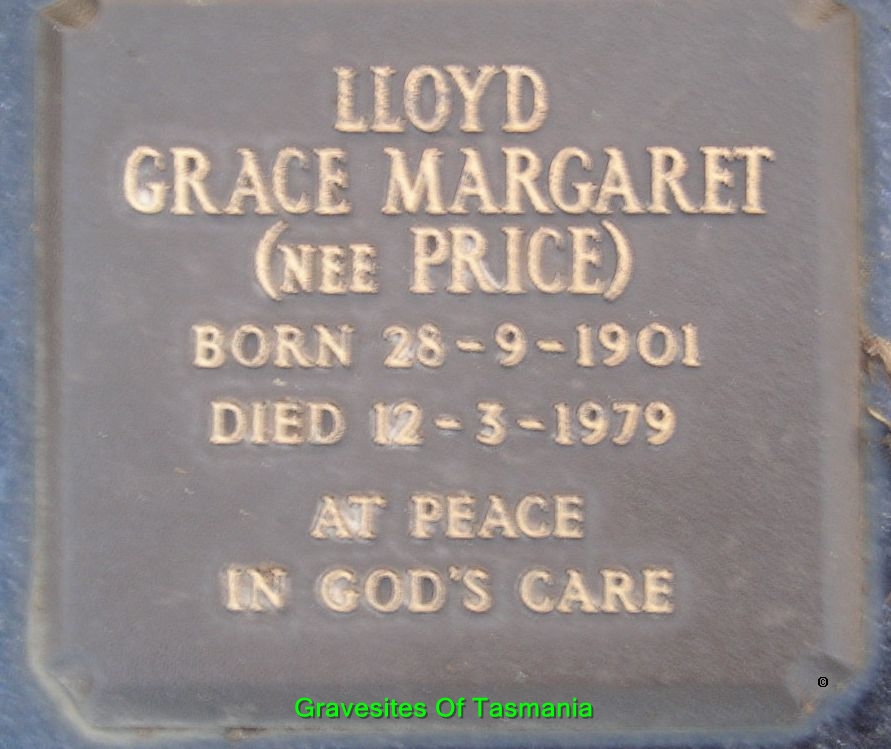 LLOYD
GRACE MARGARET
(NEE PRICE)
BORN 28-9-1901
DIED 12-3-1979
AT PEACE
IN GOD'S CARE
©
Gravesites Of Tasmania